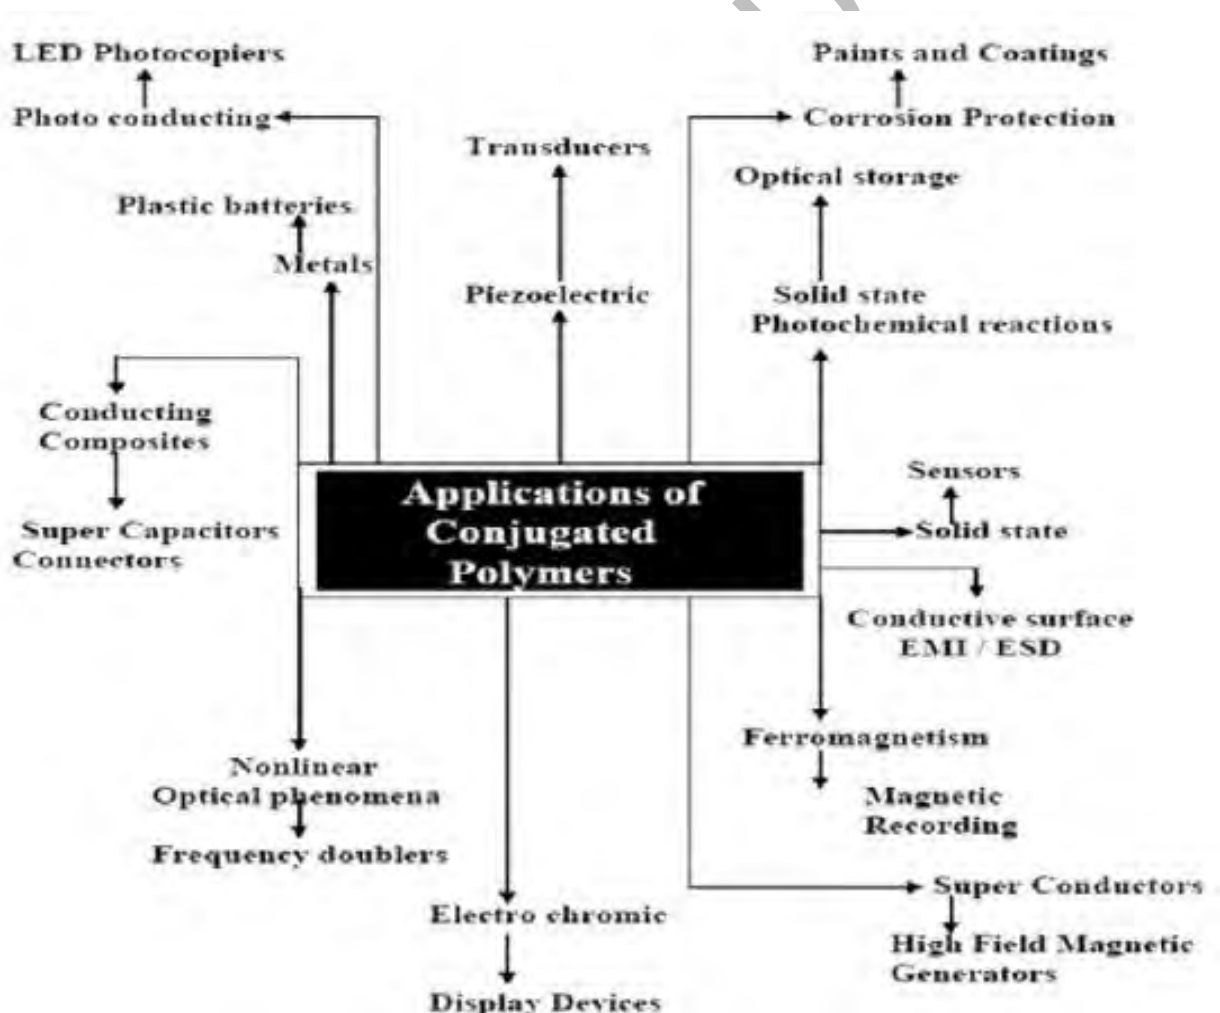 LED Photocopiers
Photo conducting
Plastic batteries
Metals
Transducers
Piezoelectric
Paints and Coatings
Corrosion Protection
Optical storage
Solid state
Photochemical reactions
Conducting
Composites
Super Capacitors
Connectors
Applications of
Conjugated
Polymers
Sensors
Solid state
Conductive surface
EMI / ESD
Ferromagnetism
Magnetic
Recording
Nonlinear
Optical phenomena
Frequency doublers
Electro chromic
Display Devices
Super Conductors
High Field Magnetic
Generators